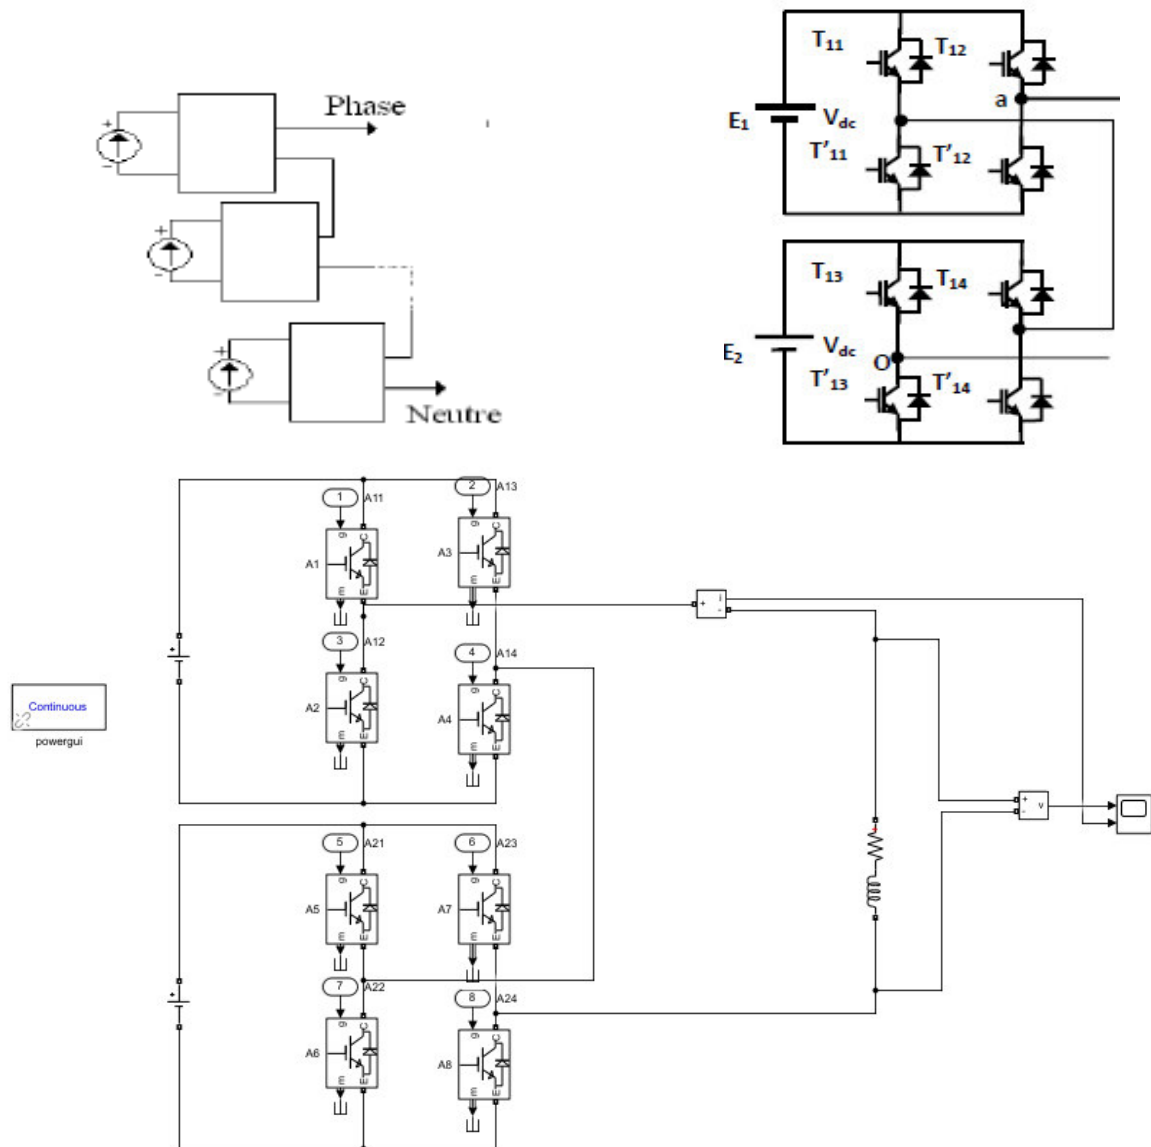 Phase
Neutre
+
-
+
-
+
-
T₁₁
T₁₂
a
E₁
V_dc
T'₁₁
T'₁₂
T₁₃
T₁₄
E₂
V_dc
O
T'₁₃
T'₁₄
1
A11
2
A13
g
C
A1
m
E
g
C
A3
m
E
3
A12
4
A14
g
C
A2
m
E
g
C
A4
m
E
+
+
i
-
Continuous
powergui
+
-
v
+
5
A21
6
A23
g
C
A5
m
E
g
C
A7
m
E
7
A22
8
A24
g
C
A6
m
E
g
C
A8
m
E
+